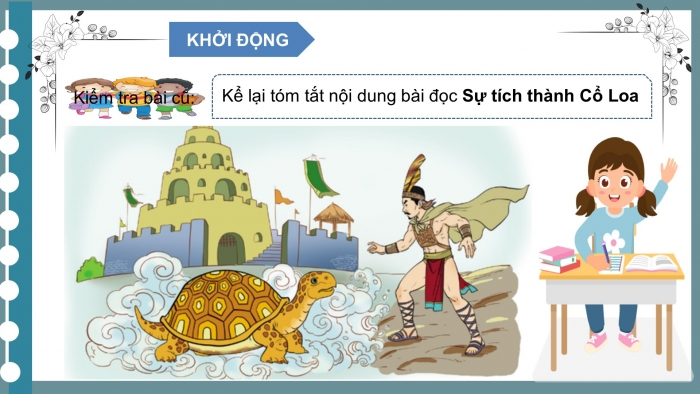 KHỞI ĐỘNG
Kiểm tra bài cũ:
Kể lại tóm tắt nội dung bài đọc Sự tích thành Cổ Loa